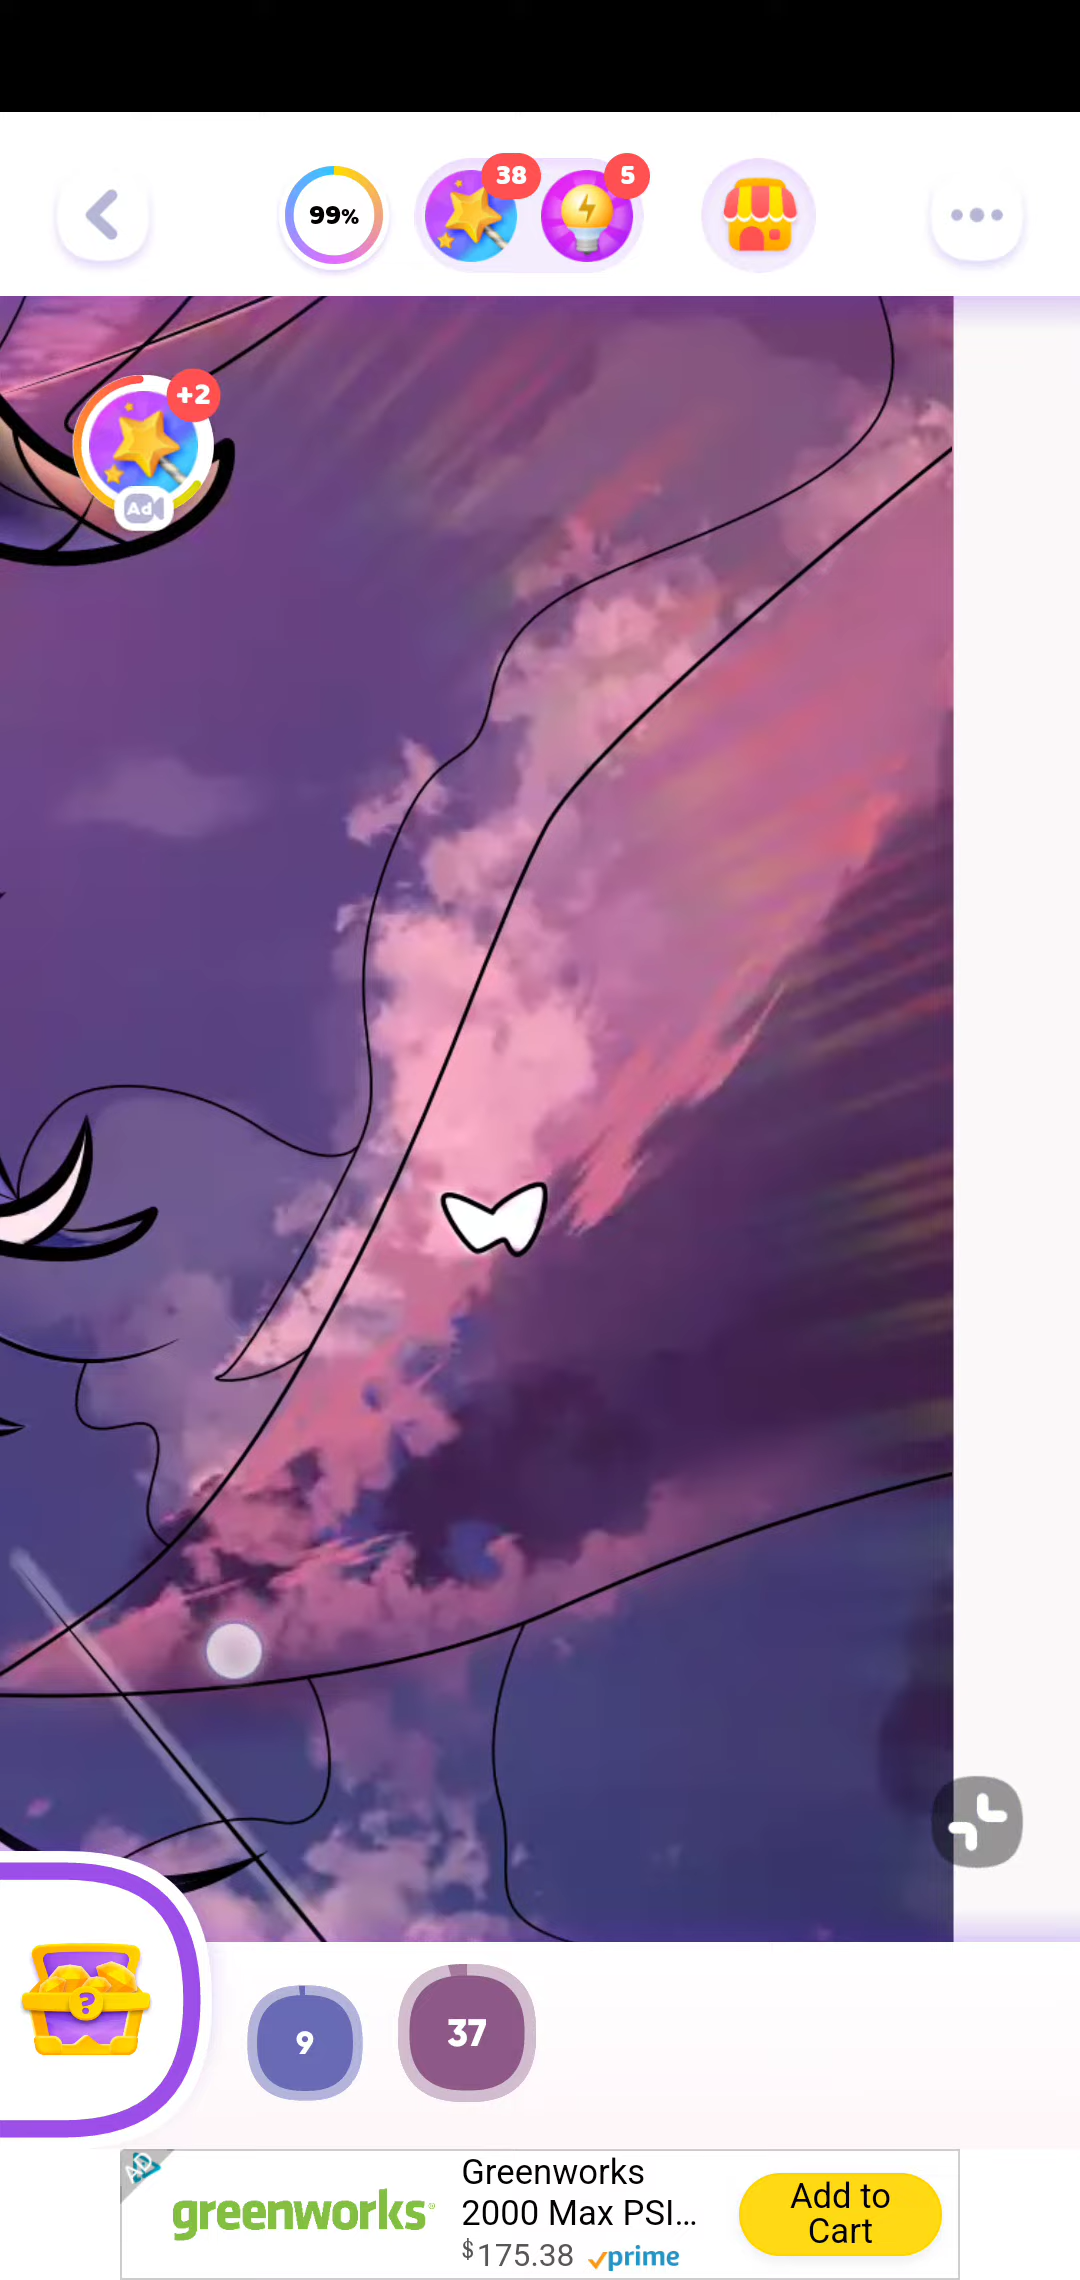 99%
38
5
+2
Ad
?
9
37
AD
greenworks
Greenworks
2000 Max PSI...
$175.38 prime
Add to
Cart